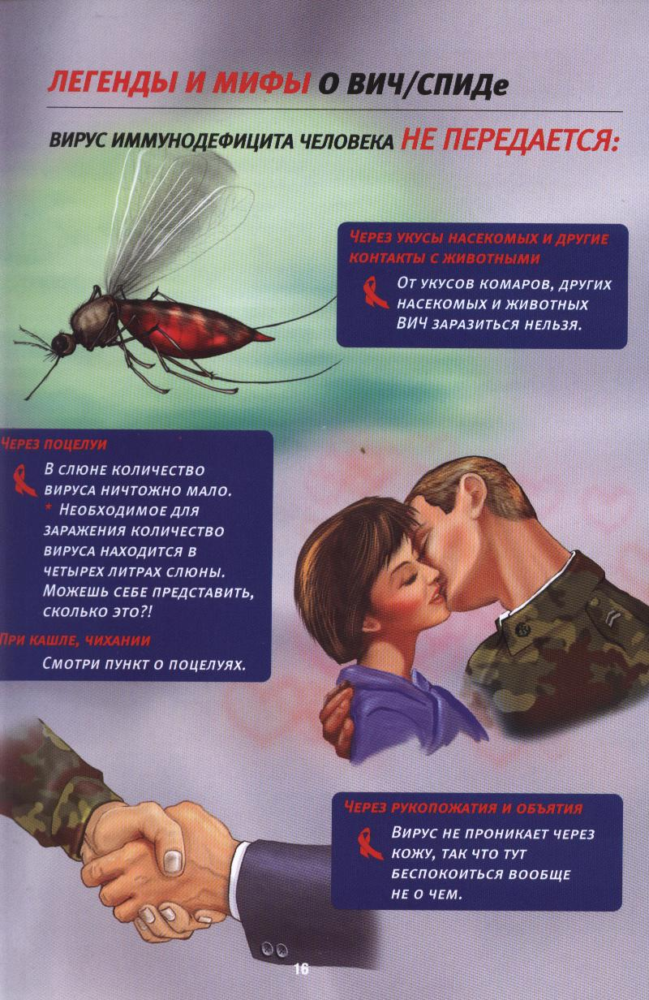 ЛЕГЕНДЫ И МИФЫ О ВИЧ/СПИДе
ВИРУС ИММУНОДЕФИЦИТА ЧЕЛОВЕКА НЕ ПЕРЕДАЕТСЯ:
ЧЕРЕЗ УКУСЫ НАСЕКОМЫХ И ДРУГИЕ
КОНТАКТЫ С ЖИВОТНЫМИ
ОТ УКУСОВ КОМАРОВ, ДРУГИХ
НАСЕКОМЫХ И ЖИВОТНЫХ
ВИЧ ЗАРАЗИТЬСЯ НЕЛЬЗЯ.
ЧЕРЕЗ ПОЦЕЛУИ
В СЛЮНЕ КОЛИЧЕСТВО
ВИРУСА НИЧТОЖНО МАЛО.
* НЕОБХОДИМОЕ ДЛЯ
ЗАРАЖЕНИЯ КОЛИЧЕСТВО
ВИРУСА НАХОДИТСЯ В
ЧЕТЫРЕХ ЛИТРАХ СЛЮНЫ.
МОЖЕШЬ СЕБЕ ПРЕДСТАВИТЬ,
СКОЛЬКО ЭТО?!
ПРИ КАШЛЕ, ЧИХАНИИ
СМОТРИ ПУНКТ О ПОЦЕЛУЯХ.
ЧЕРЕЗ РУКОПОЖАТИЯ И ОБЪЯТИЯ
ВИРУС НЕ ПРОНИКАЕТ ЧЕРЕЗ
КОЖУ, ТАК ЧТО ТУТ
БЕСПОКОИТЬСЯ ВООБЩЕ
НЕ О ЧЕМ.
16